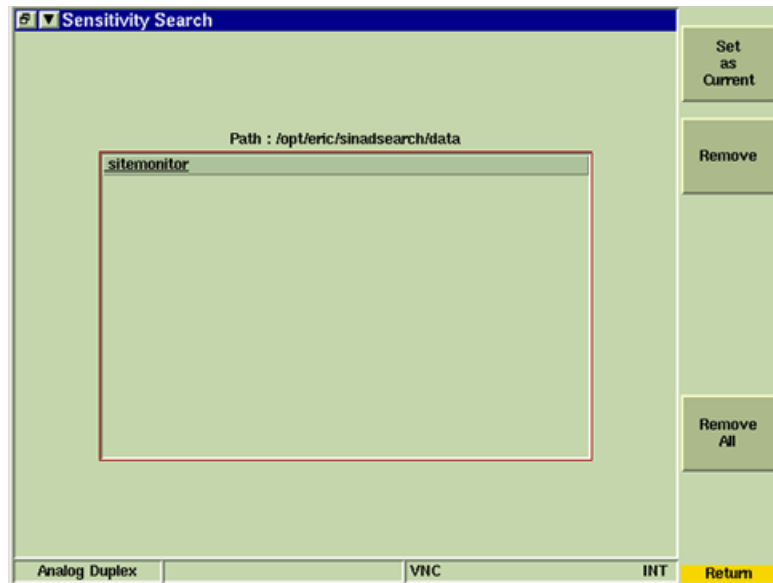 Sensitivity Search
Set
as
Current
Path : /opt/eric/sinadsearch/data
sitemonitor
Remove
Remove
All
Analog Duplex
VNC
INT
Return